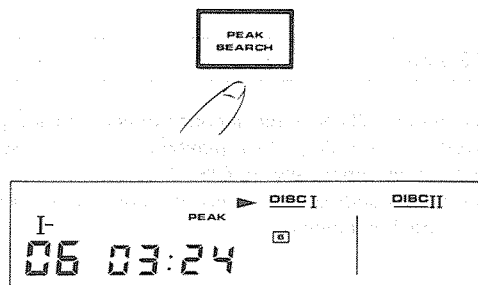 PEAK
SEARCH
DISC I DISC II
PEAK
I- 6
06 03:24